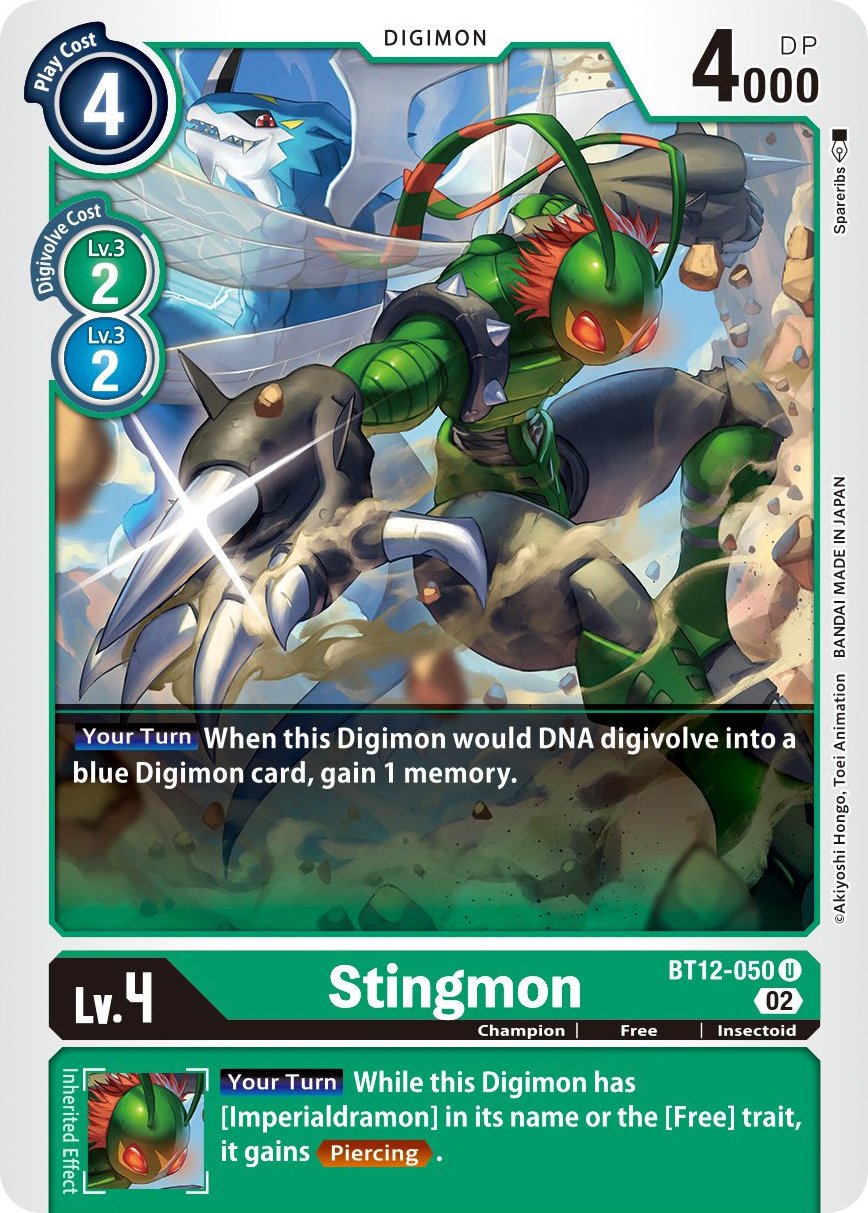 DIGIMON
Play Cost
4
DP
4000
Digivolve Cost
Lv.3
2
Lv.3
2
Spareribs
©Akiyoshi Hongo, Toei Animation BANDAI MADE IN JAPAN
Your Turn When this Digimon would DNA digivolve into a
blue Digimon card, gain 1 memory.
Lv.4
Stingmon
BT12-050 U
02
Champion | Free | Insectoid
Inherited Effect
Your Turn While this Digimon has
[Imperialdramon] in its name or the [Free] trait,
it gains Piercing .